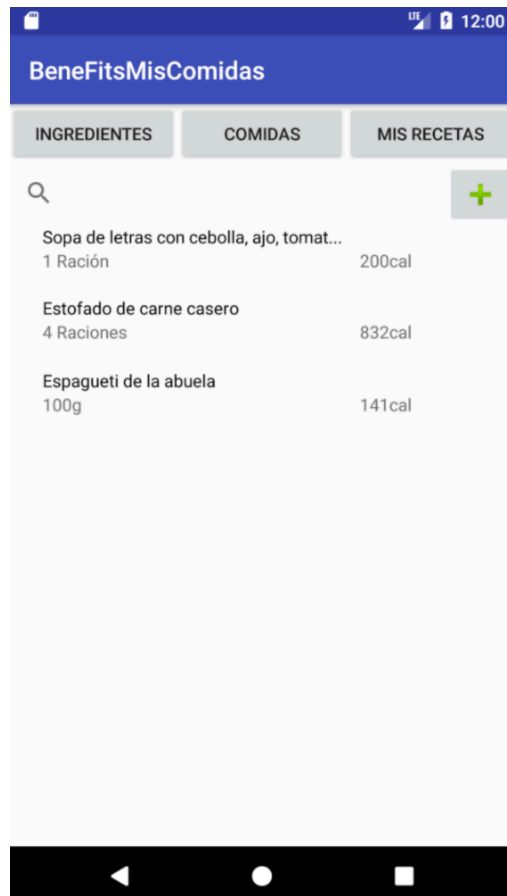 LTE 12:00
BeneFitsMisComidas
INGREDIENTES COMIDAS MIS RECETAS
Sopa de letras con cebolla, ajo, tomat...
1 Ración 200cal
Estofado de carne casero
4 Raciones 832cal
Espagueti de la abuela
100g 141cal